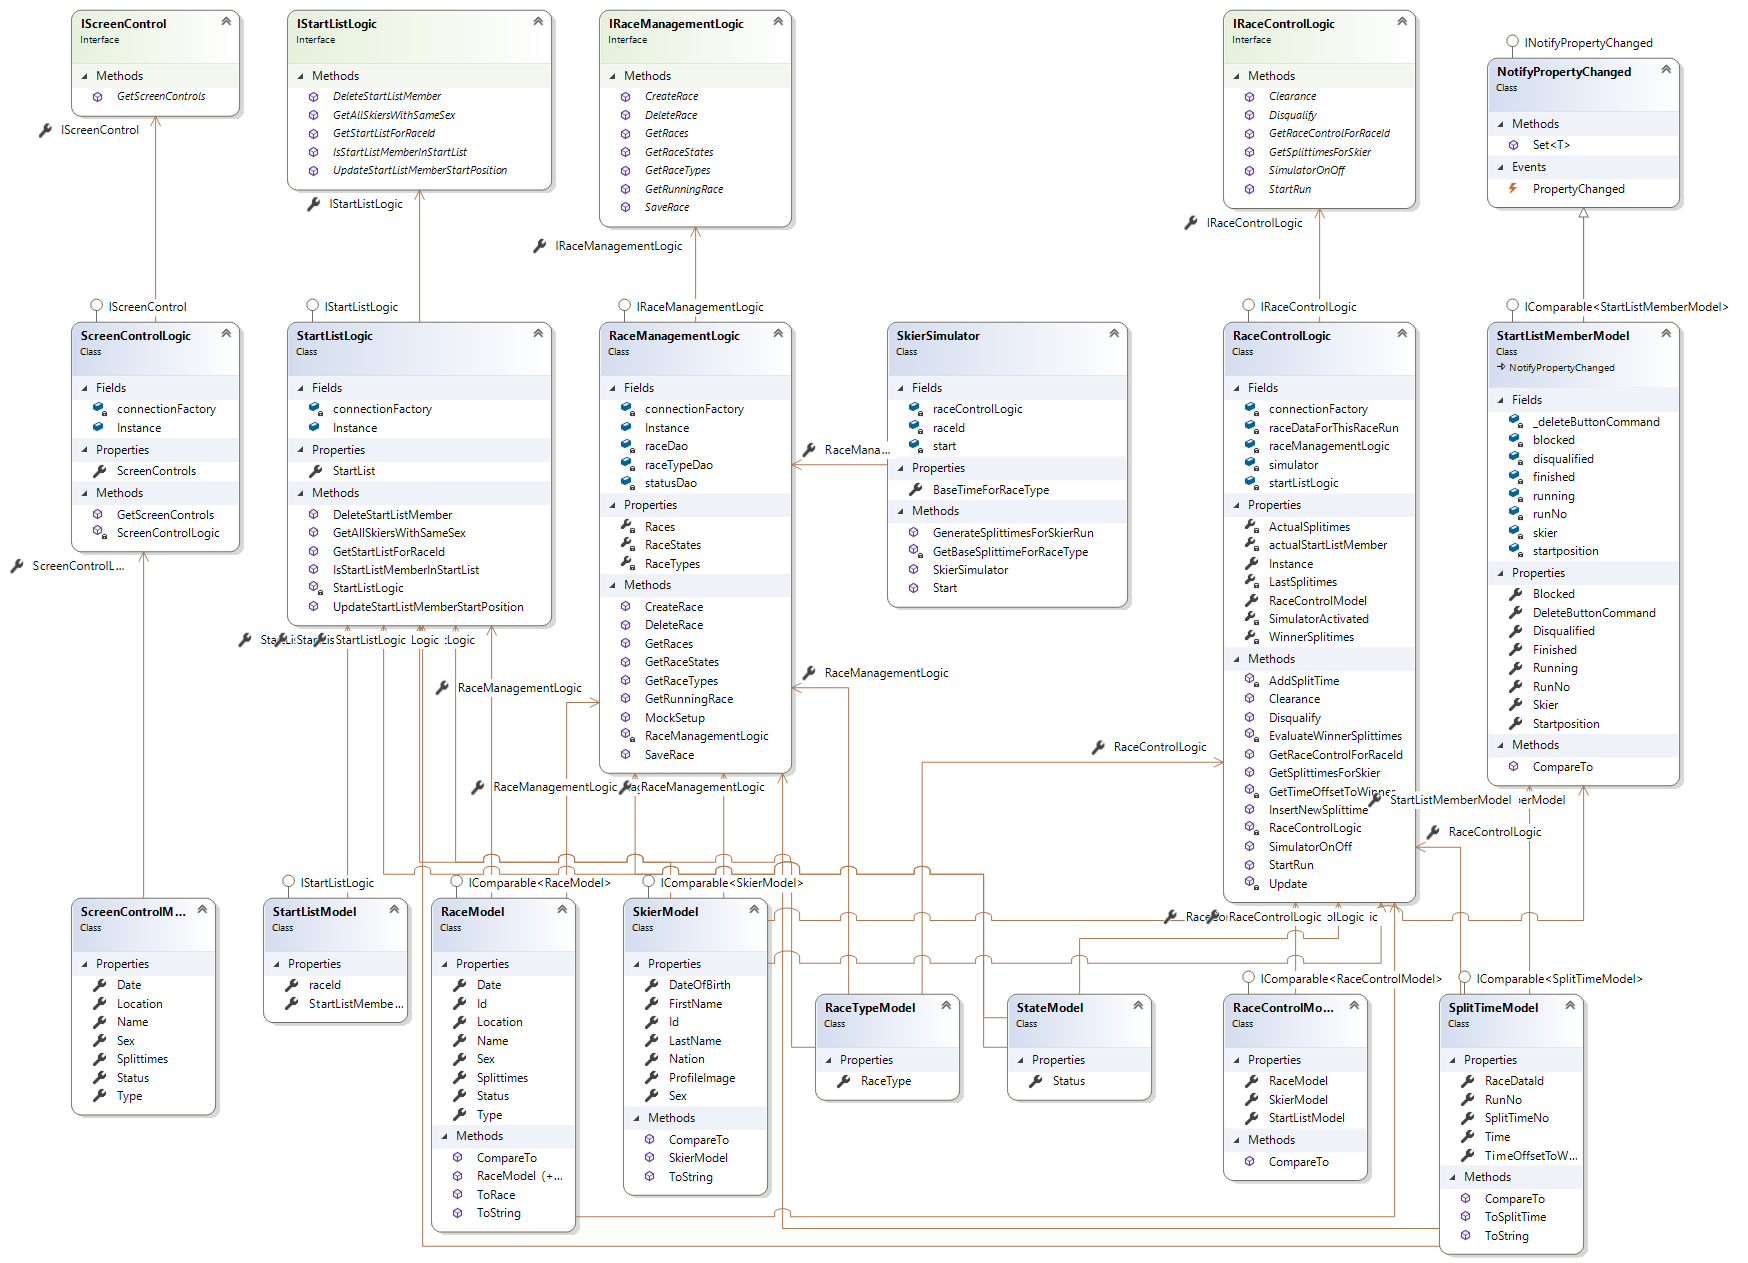 IScreenControl
Interface
Methods
GetScreenControls
IScreenControl
IStartListLogic
Interface
Methods
DeleteStartListMember
GetAllSkiersWithSameSex
GetStartListForRaceId
IsStartListMemberInStartList
UpdateStartListMemberStartPosition
IStartListLogic
IRaceManagementLogic
Interface
Methods
CreateRace
DeleteRace
GetRaces
GetRaceStates
GetRaceTypes
GetRunningRace
SaveRace
IRaceManagementLogic
IRaceControlLogic
Interface
Methods
Clearance
Disqualify
GetRaceControlForRaceId
GetSplittimesForSkier
SimulatorOnOff
StartRun
IRaceControlLogic
INotifyPropertyChanged
NotifyPropertyChanged
Class
Methods
Set<T>
Events
PropertyChanged
IScreenControl
ScreenControlLogic
Class
Fields
connectionFactory
Instance
Properties
ScreenControls
Methods
GetScreenControls
ScreenControlLogic
ScreenControlL...
IStartListLogic
StartListLogic
Class
Fields
connectionFactory
Instance
Properties
StartList
Methods
DeleteStartListMember
GetAllSkiersWithSameSex
GetStartListForRaceId
IsStartListMemberInStartList
StartListLogic
UpdateStartListMemberStartPosition
StartListLogic
Logic
IRaceManagementLogic
RaceManagementLogic
Class
Fields
connectionFactory
Instance
raceDao
raceTypeDao
statusDao
Properties
Races
RaceStates
RaceTypes
Methods
CreateRace
DeleteRace
GetRaces
GetRaceStates
GetRaceTypes
GetRunningRace
MockSetup
RaceManagementLogic
SaveRace
RaceManagementLogic
RaceManagementLogic
RaceManagementLogic
RaceManagementLogic
RaceMana...
SkierSimulator
Class
Fields
raceControlLogic
raceId
start
Properties
BaseTimeForRaceType
Methods
GenerateSplittimesForSkierRun
GetBaseSplittimeForRaceType
SkierSimulator
Start
IRaceControlLogic
RaceControlLogic
Class
Fields
connectionFactory
raceDataForThisRaceRun
raceManagementLogic
simulator
startListLogic
Properties
ActualSplitimes
actualStartListMember
Instance
LastSplitimes
RaceControlModel
SimulatorActivated
WinnerSplitimes
Methods
AddSplitTime
Clearance
Disqualify
EvaluateWinnerSplittimes
GetRaceControlForRaceId
GetSplittimesForSkier
GetTimeOffsetToWinner
InsertNewSplittime
RaceControlLogic
SimulatorOnOff
StartRun
Update
RaceControlLogic
RaceControlLogic
RaceControlLogic
IComparable<StartListMemberModel>
StartListMemberModel
Class
NotifyPropertyChanged
Fields
_deleteButtonCommand
blocked
disqualified
finished
running
runNo
skier
startposition
Properties
Blocked
DeleteButtonCommand
Disqualified
Finished
Running
RunNo
Skier
Startposition
Methods
CompareTo
StartListMemberModel
ScreenControlM...
Class
Properties
Date
Location
Name
Sex
Splittimes
Status
Type
IStartListLogic
StartListModel
Class
Properties
raceId
StartListMembe...
IComparable<RaceModel>
RaceModel
Class
Properties
Date
Id
Location
Name
Sex
Splittimes
Status
Type
Methods
CompareTo
RaceModel (+...
ToRace
ToString
IComparable<SkierModel>
SkierModel
Class
Properties
DateOfBirth
FirstName
Id
LastName
Nation
ProfileImage
Sex
Methods
CompareTo
SkierModel
ToString
RaceTypeModel
Class
Properties
RaceType
StateModel
Class
Properties
Status
IComparable<RaceControlModel>
RaceControlMo...
Class
Properties
RaceModel
SkierModel
StartListModel
Methods
CompareTo
IComparable<SplitTimeModel>
SplitTimeModel
Class
Properties
RaceDataId
RunNo
SplitTimeNo
Time
TimeOffsetToW...
Methods
CompareTo
ToSplitTime
ToString